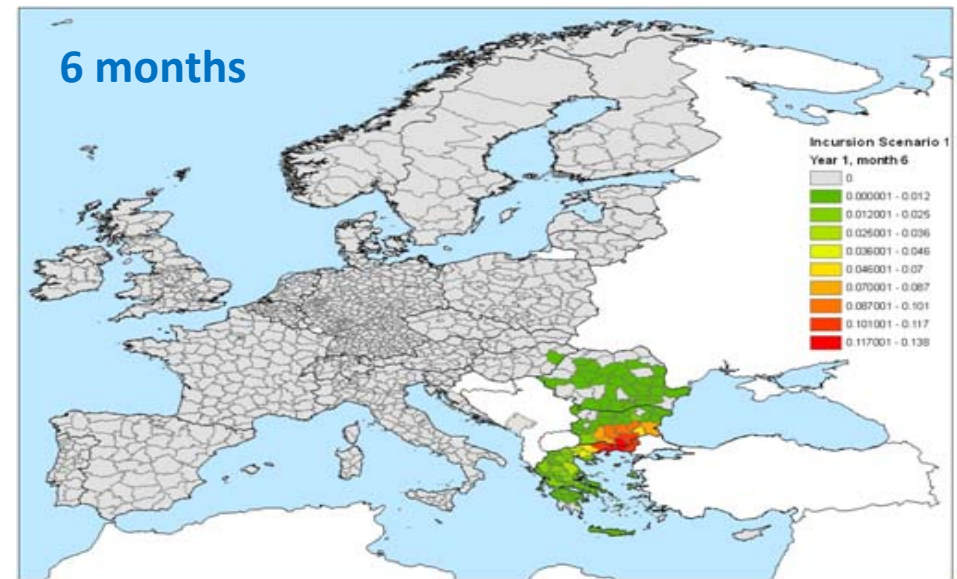 6 months
Incursion Scenario 1
Year 1, month 6
0
0.000001 - 0.012
0.012001 - 0.025
0.025001 - 0.036
0.036001 - 0.046
0.046001 - 0.07
0.070001 - 0.087
0.087001 - 0.101
0.101001 - 0.117
0.117001 - 0.138